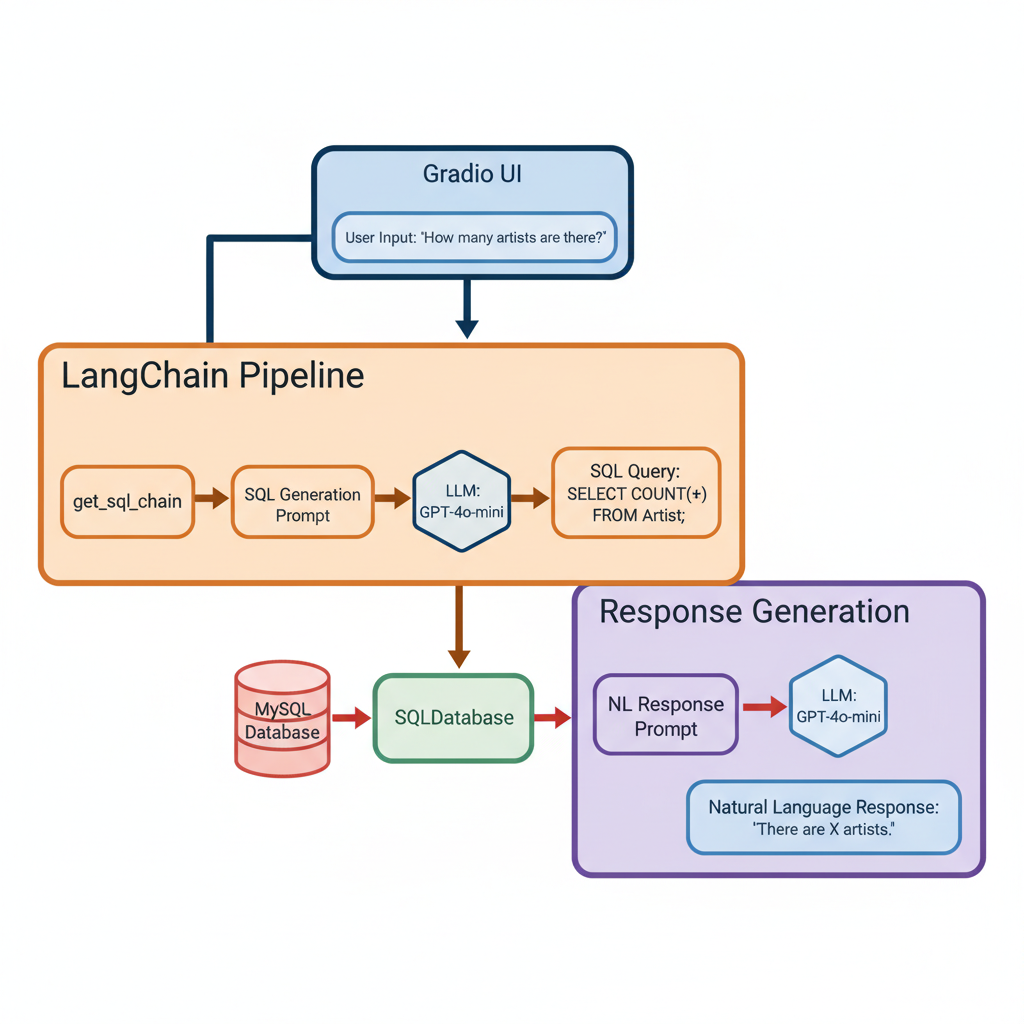 Gradio UI
User Input: "How many artists are there?"
LangChain Pipeline
get_sql_chain
SQL Generation
Prompt
LLM:
GPT-4o-mini
SQL Query:
SELECT COUNT(+)
FROM Artist;
MySQL
Database
SQLDatabase
Response Generation
NL Response
Prompt
LLM:
GPT-4o-mini
Natural Language Response:
"There are X artists."